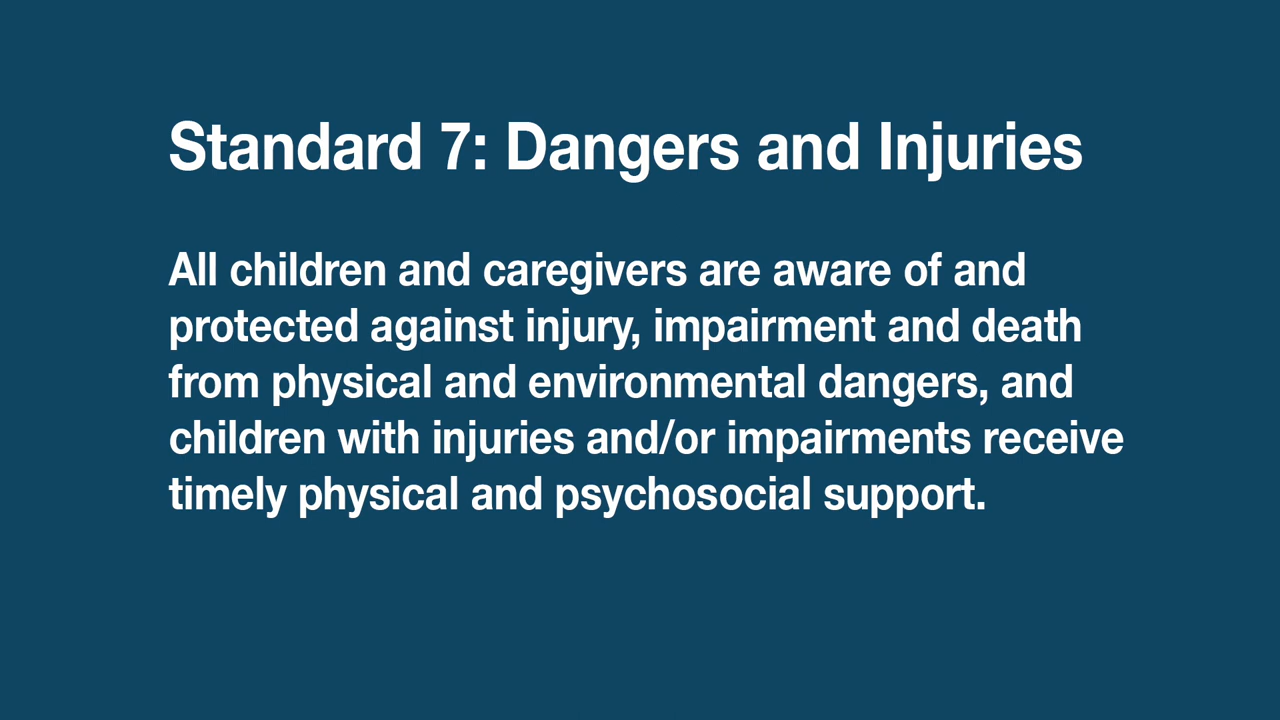 Standard 7: Dangers and Injuries
All children and caregivers are aware of and
protected against injury, impairment and death
from physical and environmental dangers, and
children with injuries and/or impairments receive
timely physical and psychosocial support.